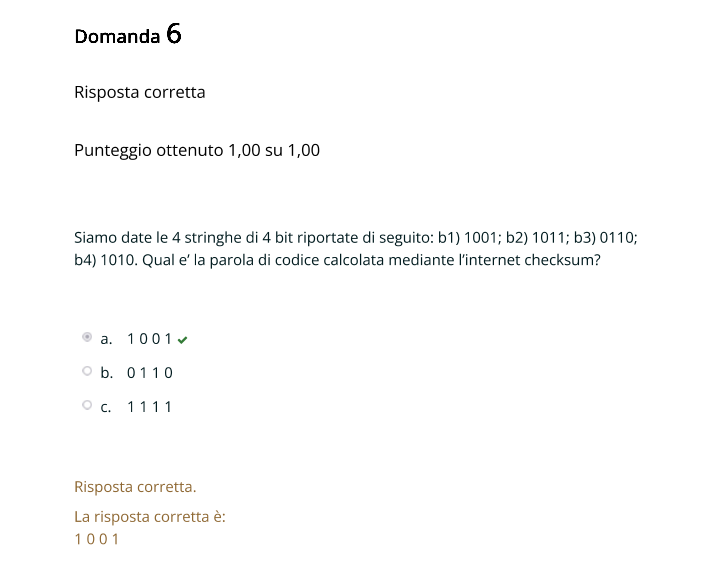 Domanda 6
Risposta corretta
Punteggio ottenuto 1,00 su 1,00
Siamo date le 4 stringhe di 4 bit riportate di seguito: b1) 1001; b2) 1011; b3) 0110;
b4) 1010. Qual e’ la parola di codice calcolata mediante l’internet checksum?
a. 1 0 0 1
b. 0 1 1 0
c. 1 1 1 1
Risposta corretta.
La risposta corretta è:
1 0 0 1